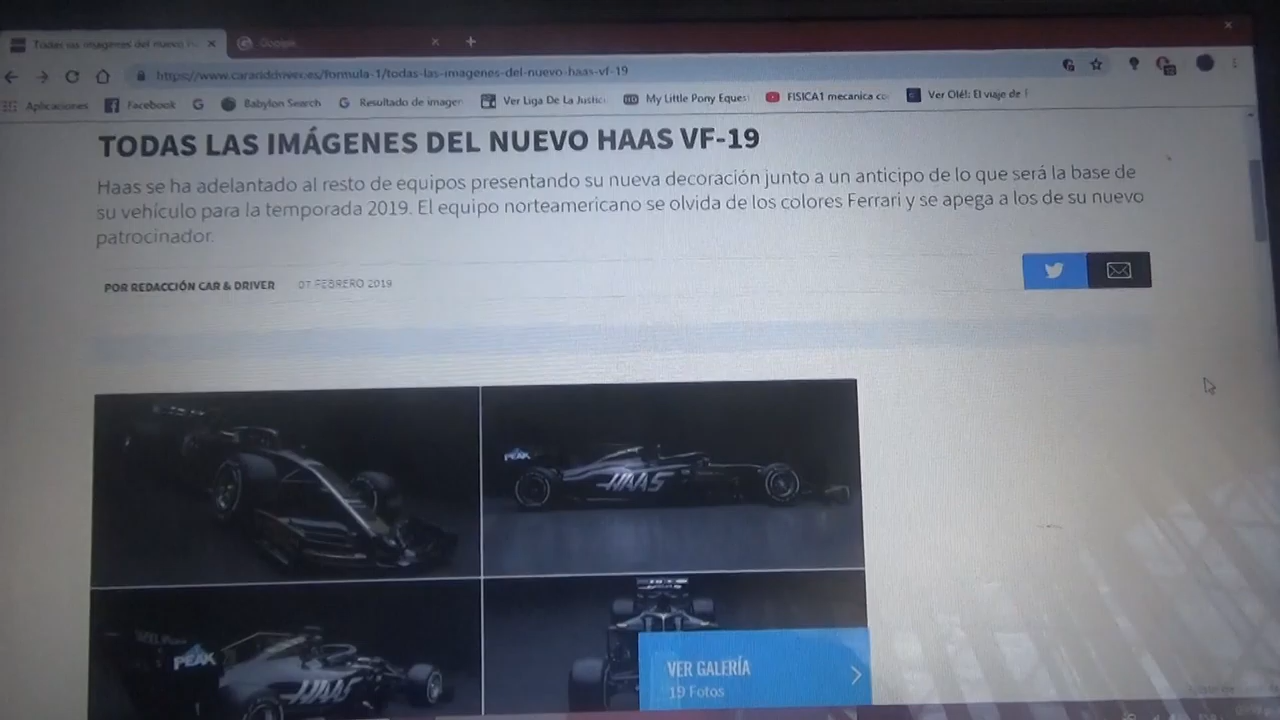 Todas las imagenes del nuevo
Google
https://www.caranddriver.es/formula-1/todas-las-imagenes-del-nuevo-haas-vf-19
Aplicaciones
Facebook
Babylon Search
Resultado de imagen
Ver Liga De La Justic
My Little Pony Equest
FISICA1 mecanica
Ver Olé!: El viaje de F
TODAS LAS IMÁGENES DEL NUEVO HAAS VF-19
Haas se ha adelantado al resto de equipos presentando su nueva decoración junto a un anticipo de lo que será la base de
su vehículo para la temporada 2019. El equipo norteamericano se olvida de los colores Ferrari y se apega a los de su nuevo
patrocinador.
POR REDACCIÓN CAR & DRIVER
07 FEBRERO 2019
PEAK
HAAS
PEAK
HAAS
VER GALERÍA
19 Fotos